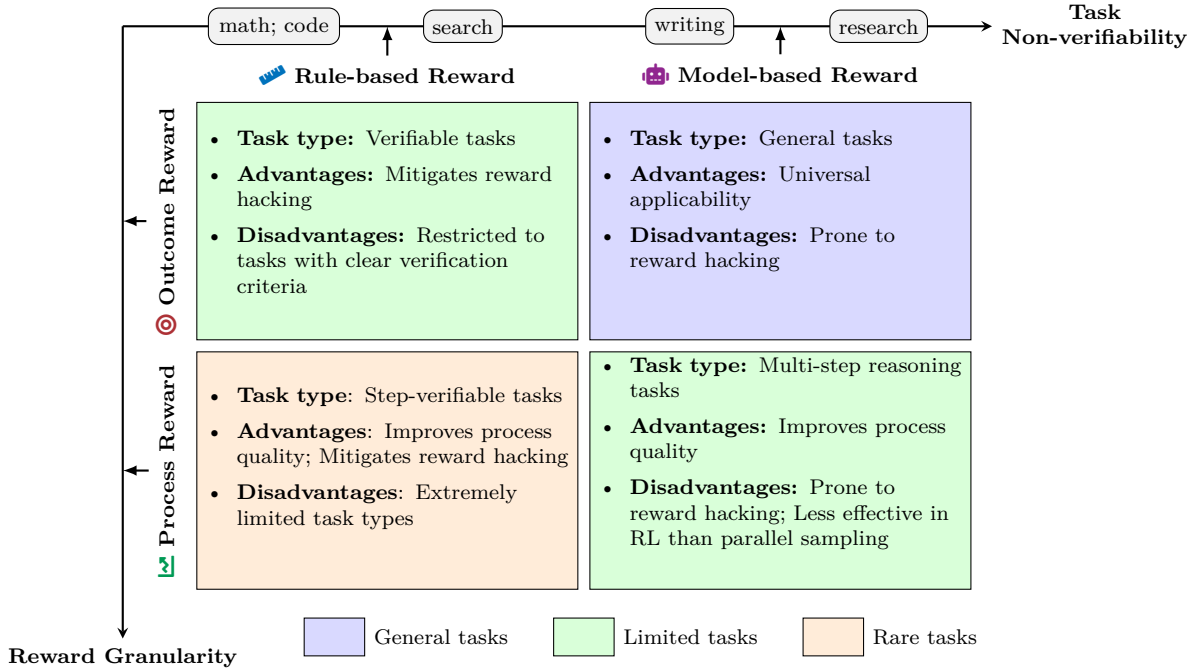 math; code
search
writing
research
Task
Non-verifiability
Rule-based Reward
Model-based Reward
Outcome Reward
• Task type: Verifiable tasks
• Advantages: Mitigates reward
hacking
• Disadvantages: Restricted to
tasks with clear verification
criteria
• Task type: General tasks
• Advantages: Universal
applicability
• Disadvantages: Prone to
reward hacking
Process Reward
• Task type: Step-verifiable tasks
• Advantages: Improves process
quality; Mitigates reward hacking
• Disadvantages: Extremely
limited task types
• Task type: Multi-step reasoning
tasks
• Advantages: Improves process
quality
• Disadvantages: Prone to
reward hacking; Less effective in
RL than parallel sampling
Reward Granularity
General tasks
Limited tasks
Rare tasks